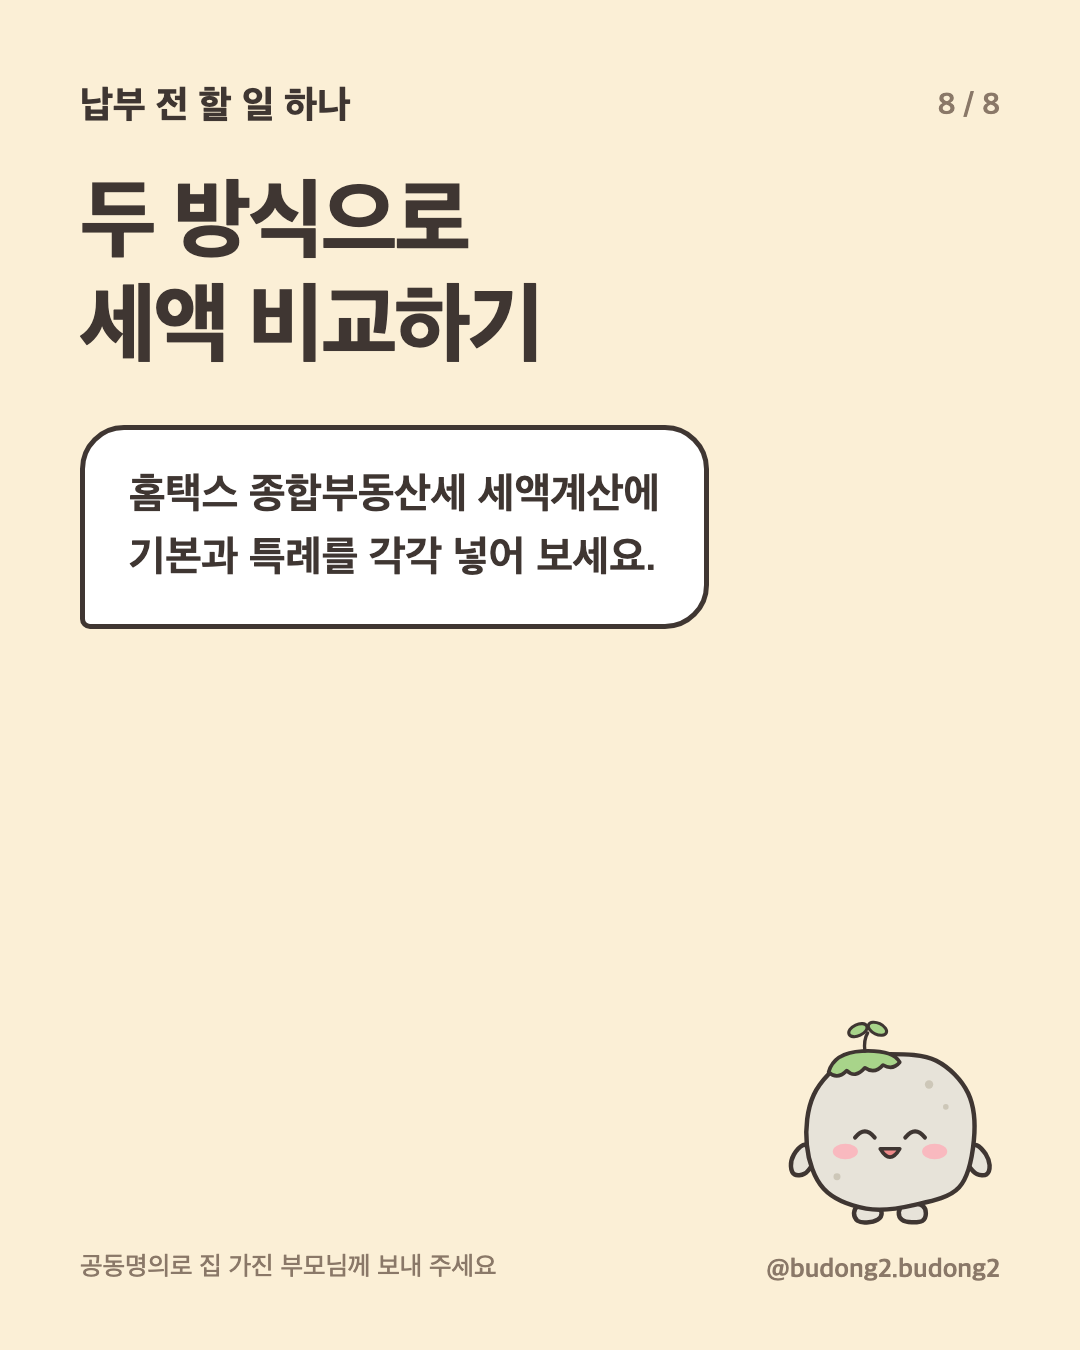 납부 전 할 일 하나
8 / 8
두 방식으로
세액 비교하기
홈택스 종합부동산세 세액계산에
기본과 특례를 각각 넣어 보세요.
공동명의로 집 가진 부모님께 보내 주세요
@budong2.budong2